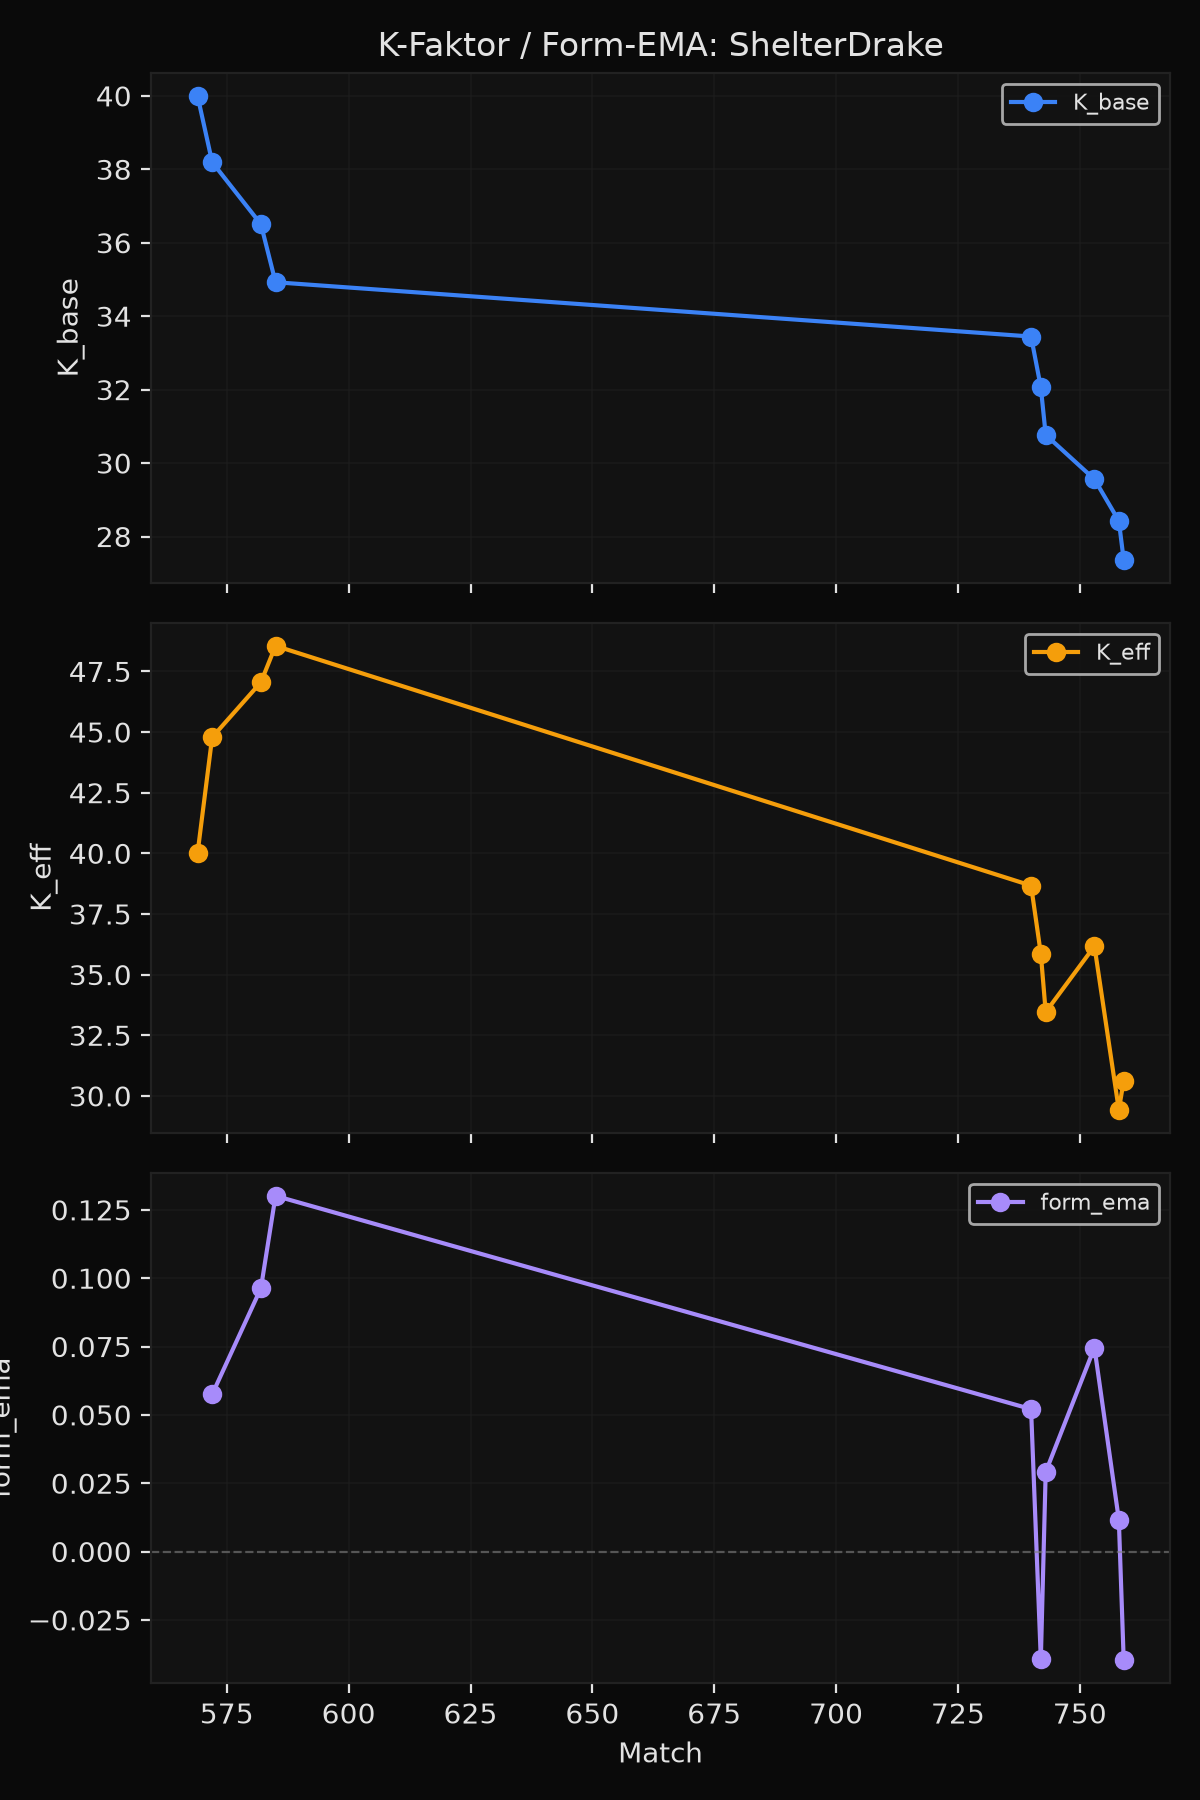 K-Faktor / Form-EMA: ShelterDrake
K_base
K_base
40
38
36
34
32
30
28
K_eff
K_eff
47.5
45.0
42.5
40.0
37.5
35.0
32.5
30.0
form_ema
form_ema
0.125
0.100
0.075
0.050
0.025
0.000
−0.025
575 600 625 650 675 700 725 750
Match